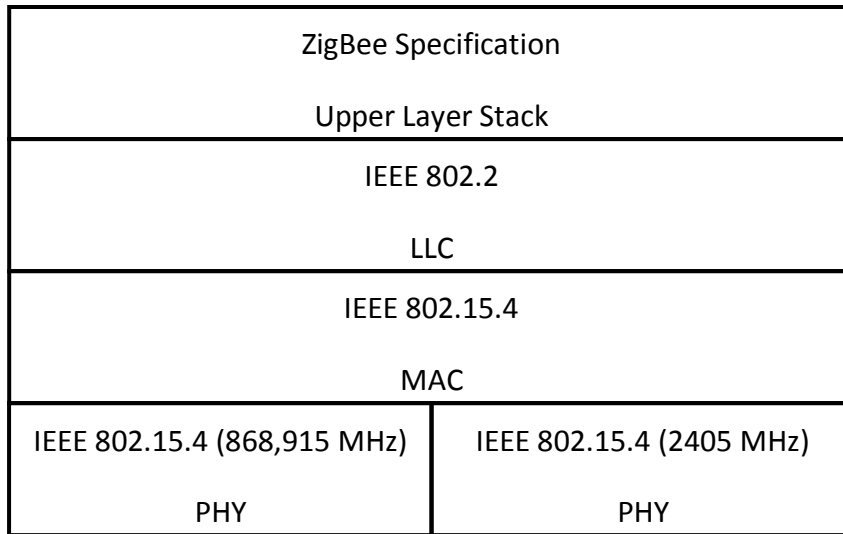 ZigBee Specification
Upper Layer Stack
IEEE 802.2
LLC
IEEE 802.15.4
MAC
IEEE 802.15.4 (868,915 MHz)
PHY
IEEE 802.15.4 (2405 MHz)
PHY